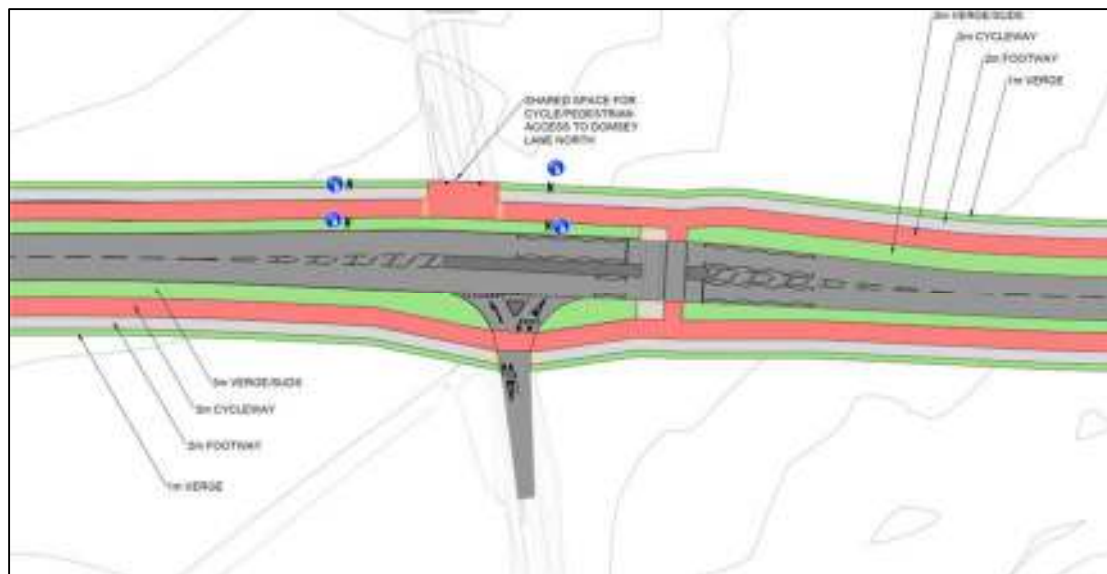 3m VERGE/SUDS
3m CYCLEWAY
2m FOOTWAY
1m VERGE
SHARED SPACE FOR
CYCLE/PEDESTRIAN
ACCESS TO DOMSEY
LANE NORTH
3m VERGE/SUDS
3m CYCLEWAY
2m FOOTWAY
1m VERGE